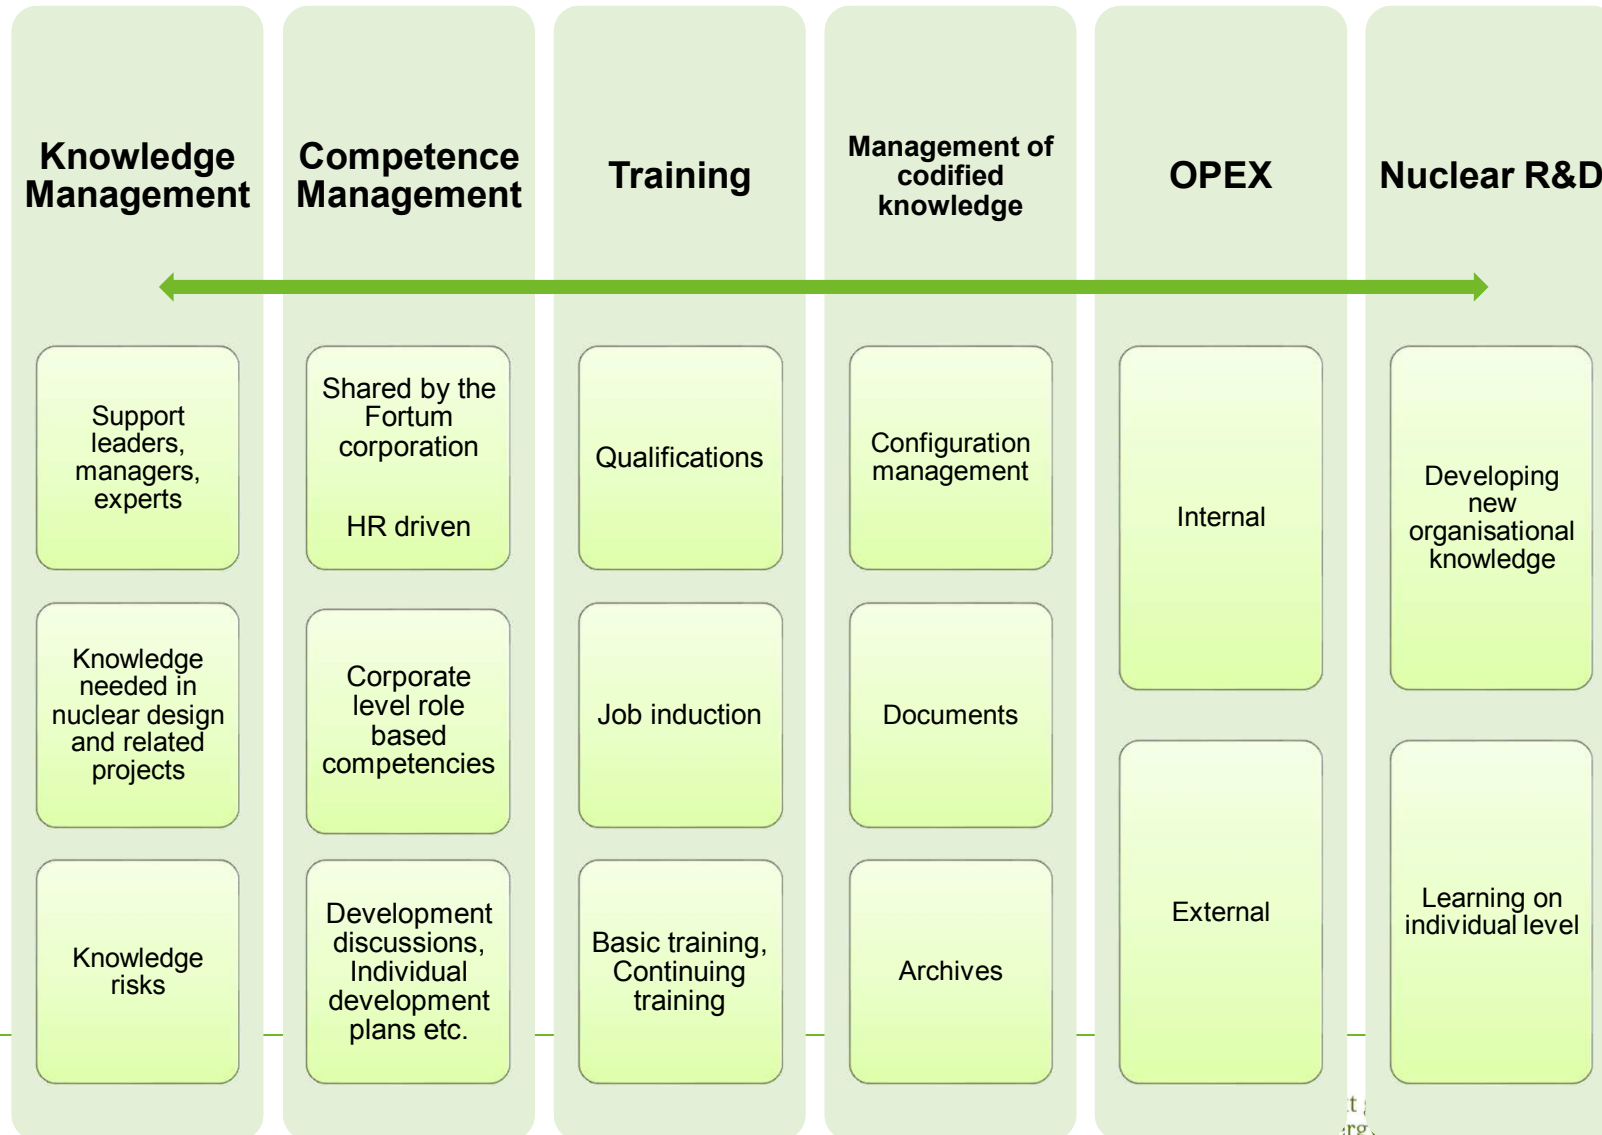 Knowledge
Management
Support
leaders,
managers,
experts
Knowledge
needed in
nuclear design
and related
projects
Knowledge
risks
Competence
Management
Shared by the
Fortum
corporation
HR driven
Corporate
level role
based
competencies
Development
discussions,
Individual
development
plans etc.
Training
Qualifications
Job induction
Basic training,
Continuing
training
Management of
codified
knowledge
Configuration
management
Documents
Archives
OPEX
Internal
External
Nuclear R&D
Developing
new
organisational
knowledge
Learning on
individual level